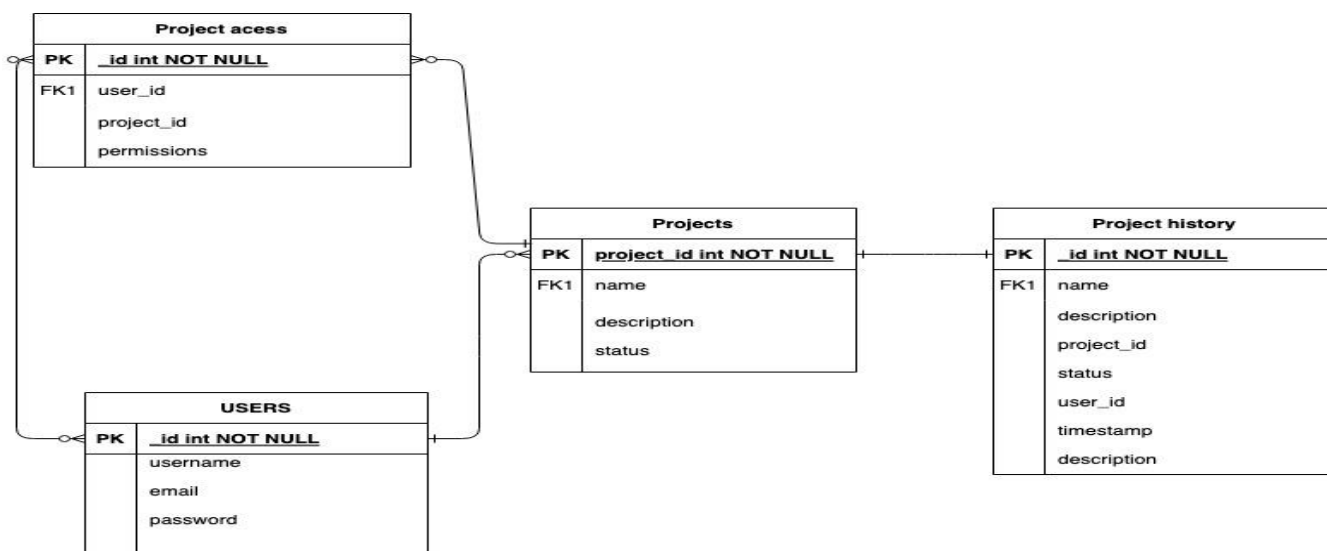 Project acess
PK _id int NOT NULL
FK1 user_id
project_id
permissions
Projects
PK project_id int NOT NULL
FK1 name
description
status
Project history
PK _id int NOT NULL
FK1 name
description
project_id
status
user_id
timestamp
description
USERS
PK _id int NOT NULL
username
email
password